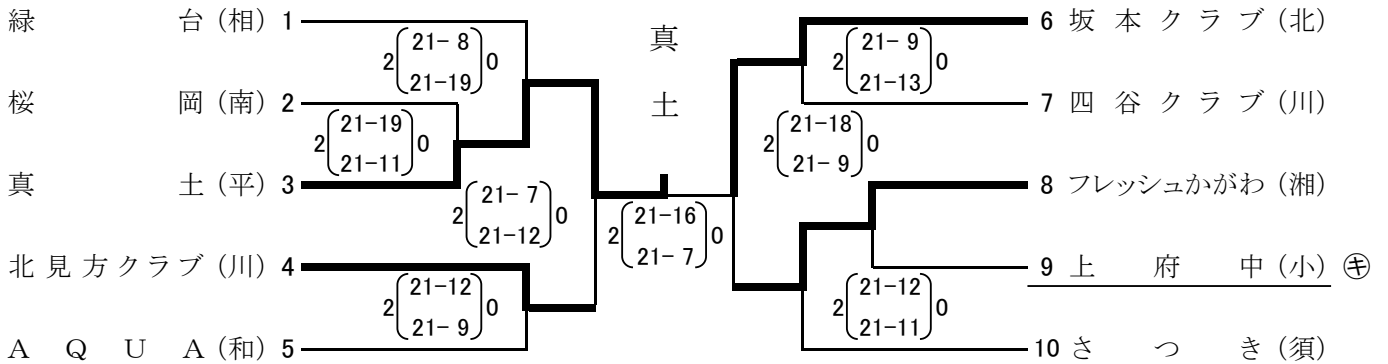 緑台(相) 1
2(21-8 21-19)0
桜岡(南) 2
2(21-19 21-11)0
真土(平) 3
2(21-7 21-12)0
北見方クラブ(川) 4
2(21-12 21-9)0
AQUA(和) 5
真土
2(21-16 21-7)0
6 坂本クラブ(北)
2(21-9 21-13)0
7 四谷クラブ(川)
2(21-18 21-9)0
8 フレッシュかがわ(湘)
9 上府中(小) ㋖
2(21-12 21-11)0
10 さつき(須)